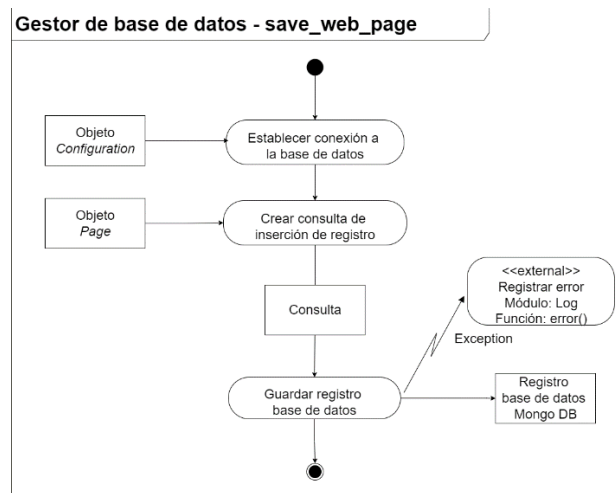 Gestor de base de datos - save_web_page
Objeto
Configuration
Establecer conexión a
la base de datos
Objeto
Page
Crear consulta de
inserción de registro
<<external>>
Registrar error
Módulo: Log
Función: error()
Consulta
Exception
Guardar registro
base de datos
Registro
base de datos
Mongo DB